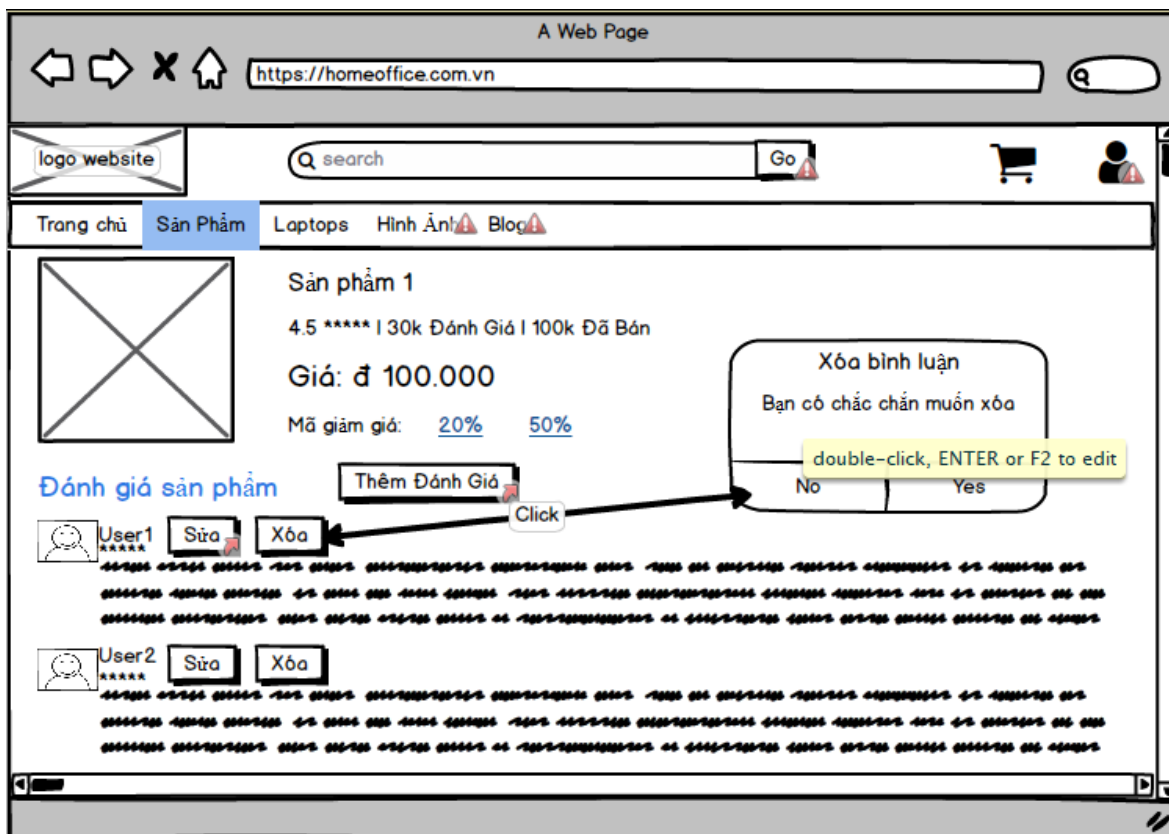 A Web Page
https://homeoffice.com.vn
logo website
search
Go
Trang chủ Sản Phẩm Laptops Hình Ảnh Blog
Sản phẩm 1
4.5 ***** | 30k Đánh Giá | 100k Đã Bán
Giá: đ 100.000
Mã giảm giá: 20% 50%
Xóa bình luận
Bạn có chắc chắn muốn xóa
double-click, ENTER or F2 to edit
No Yes
Đánh giá sản phẩm Thêm Đánh Giá
Click
User1 Sửa Xóa
*****
User2 Sửa Xóa
*****